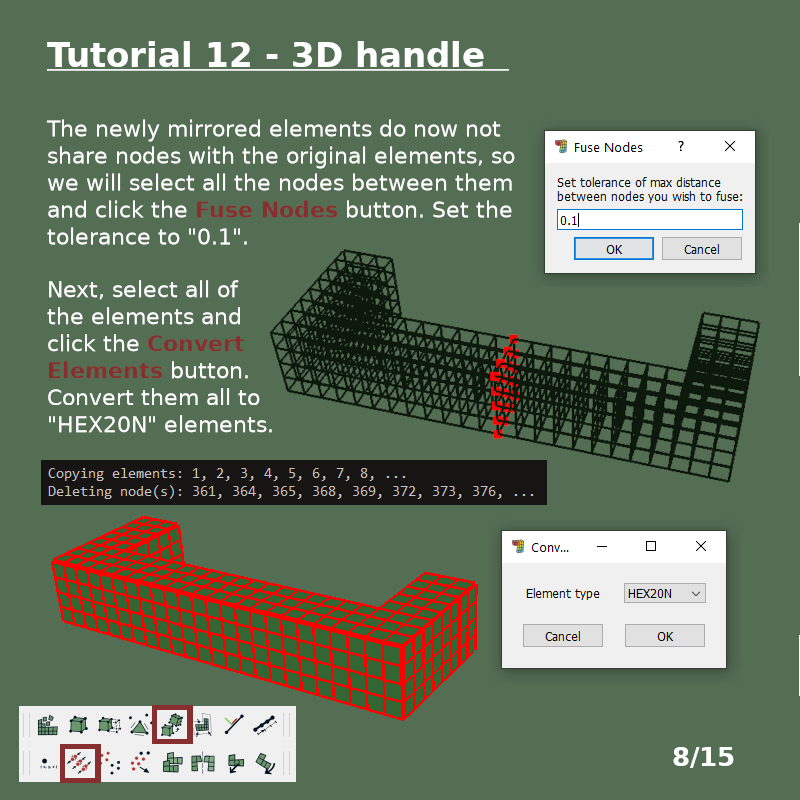 Tutorial 12 - 3D handle
The newly mirrored elements do now not
share nodes with the original elements, so
we will select all the nodes between them
and click the Fuse Nodes button. Set the
tolerance to "0.1".
Fuse Nodes
?
Set tolerance of max distance
between nodes you wish to fuse:
0.1
OK
Cancel
Next, select all of
the elements and
click the Convert
Elements button.
Convert them all to
"HEX20N" elements.
Copying elements: 1, 2, 3, 4, 5, 6, 7, 8, ...
Deleting node(s): 361, 364, 365, 368, 369, 372, 373, 376, ...
Conv...
Element type
HEX20N
Cancel
OK
8/15